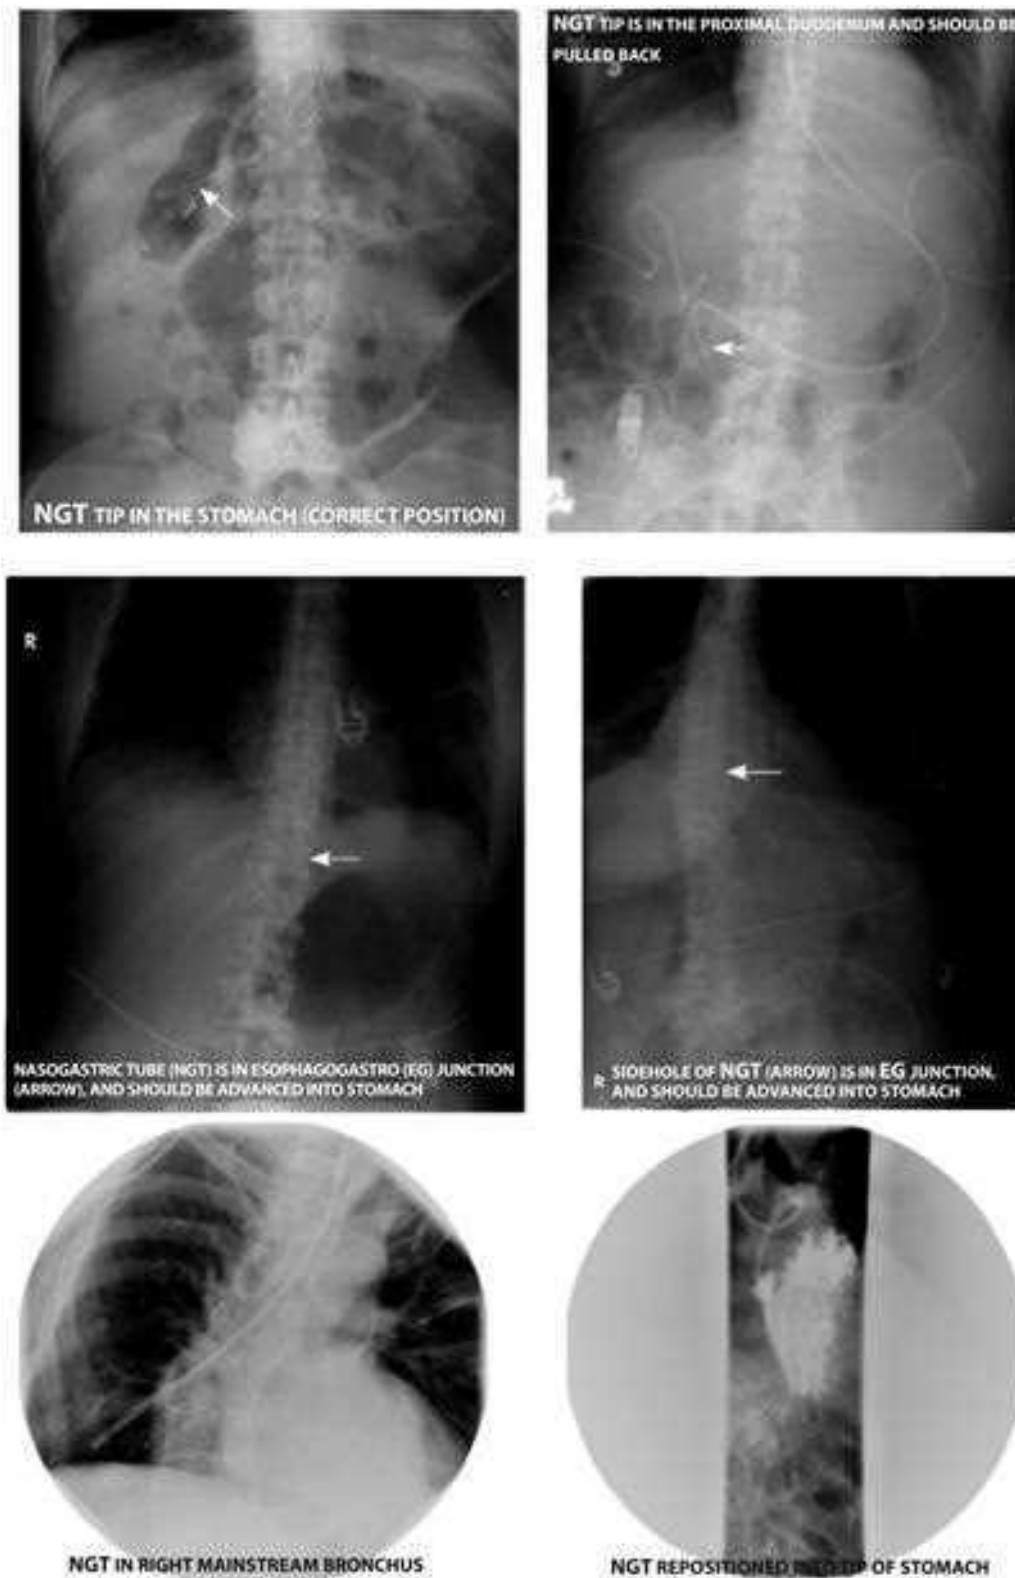 NGT TIP IN THE STOMACH (CORRECT POSITION)
NGT TIP IS IN THE PROXIMAL DUODENUM AND SHOULD BE
PULLED BACK
R
NASOGASTRIC TUBE (NGT) IS IN ESOPHAGOGASTRO (EG) JUNCTION
(ARROW), AND SHOULD BE ADVANCED INTO STOMACH
R SIDEHOLE OF NGT (ARROW) IS IN EG JUNCTION,
AND SHOULD BE ADVANCED INTO STOMACH
NGT IN RIGHT MAINSTREAM BRONCHUS
NGT REPOSITIONED INTO TIP OF STOMACH